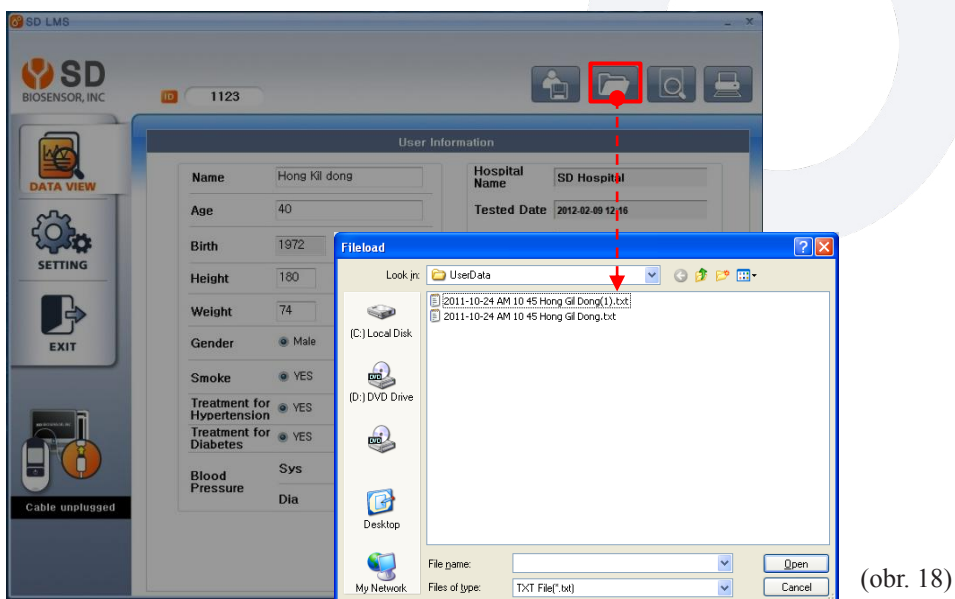 SD LMS
SD
BIOSENSOR, INC
ID 1123
User Information
DATA VIEW
SETTING
EXIT
Cable unplugged
Name Hong Kil dong
Age 40
Birth 1972
Height 180
Weight 74
Gender Male
Smoke YES
Treatment for
Hypertension YES
Treatment for
Diabetes YES
Blood
Pressure
Sys
Dia
Hospital
Name SD Hospital
Tested Date 2012-02-09 12:16
Fileload
Look in: UserData
(C:) Local Disk
(D:) DVD Drive
Desktop
My Network
2011-10-24 AM 10 45 Hong Gil Dong(1).txt
2011-10-24 AM 10 45 Hong Gil Dong.txt
File name: Open
Files of type: TXT File(*.txt) Cancel
(obr. 18)